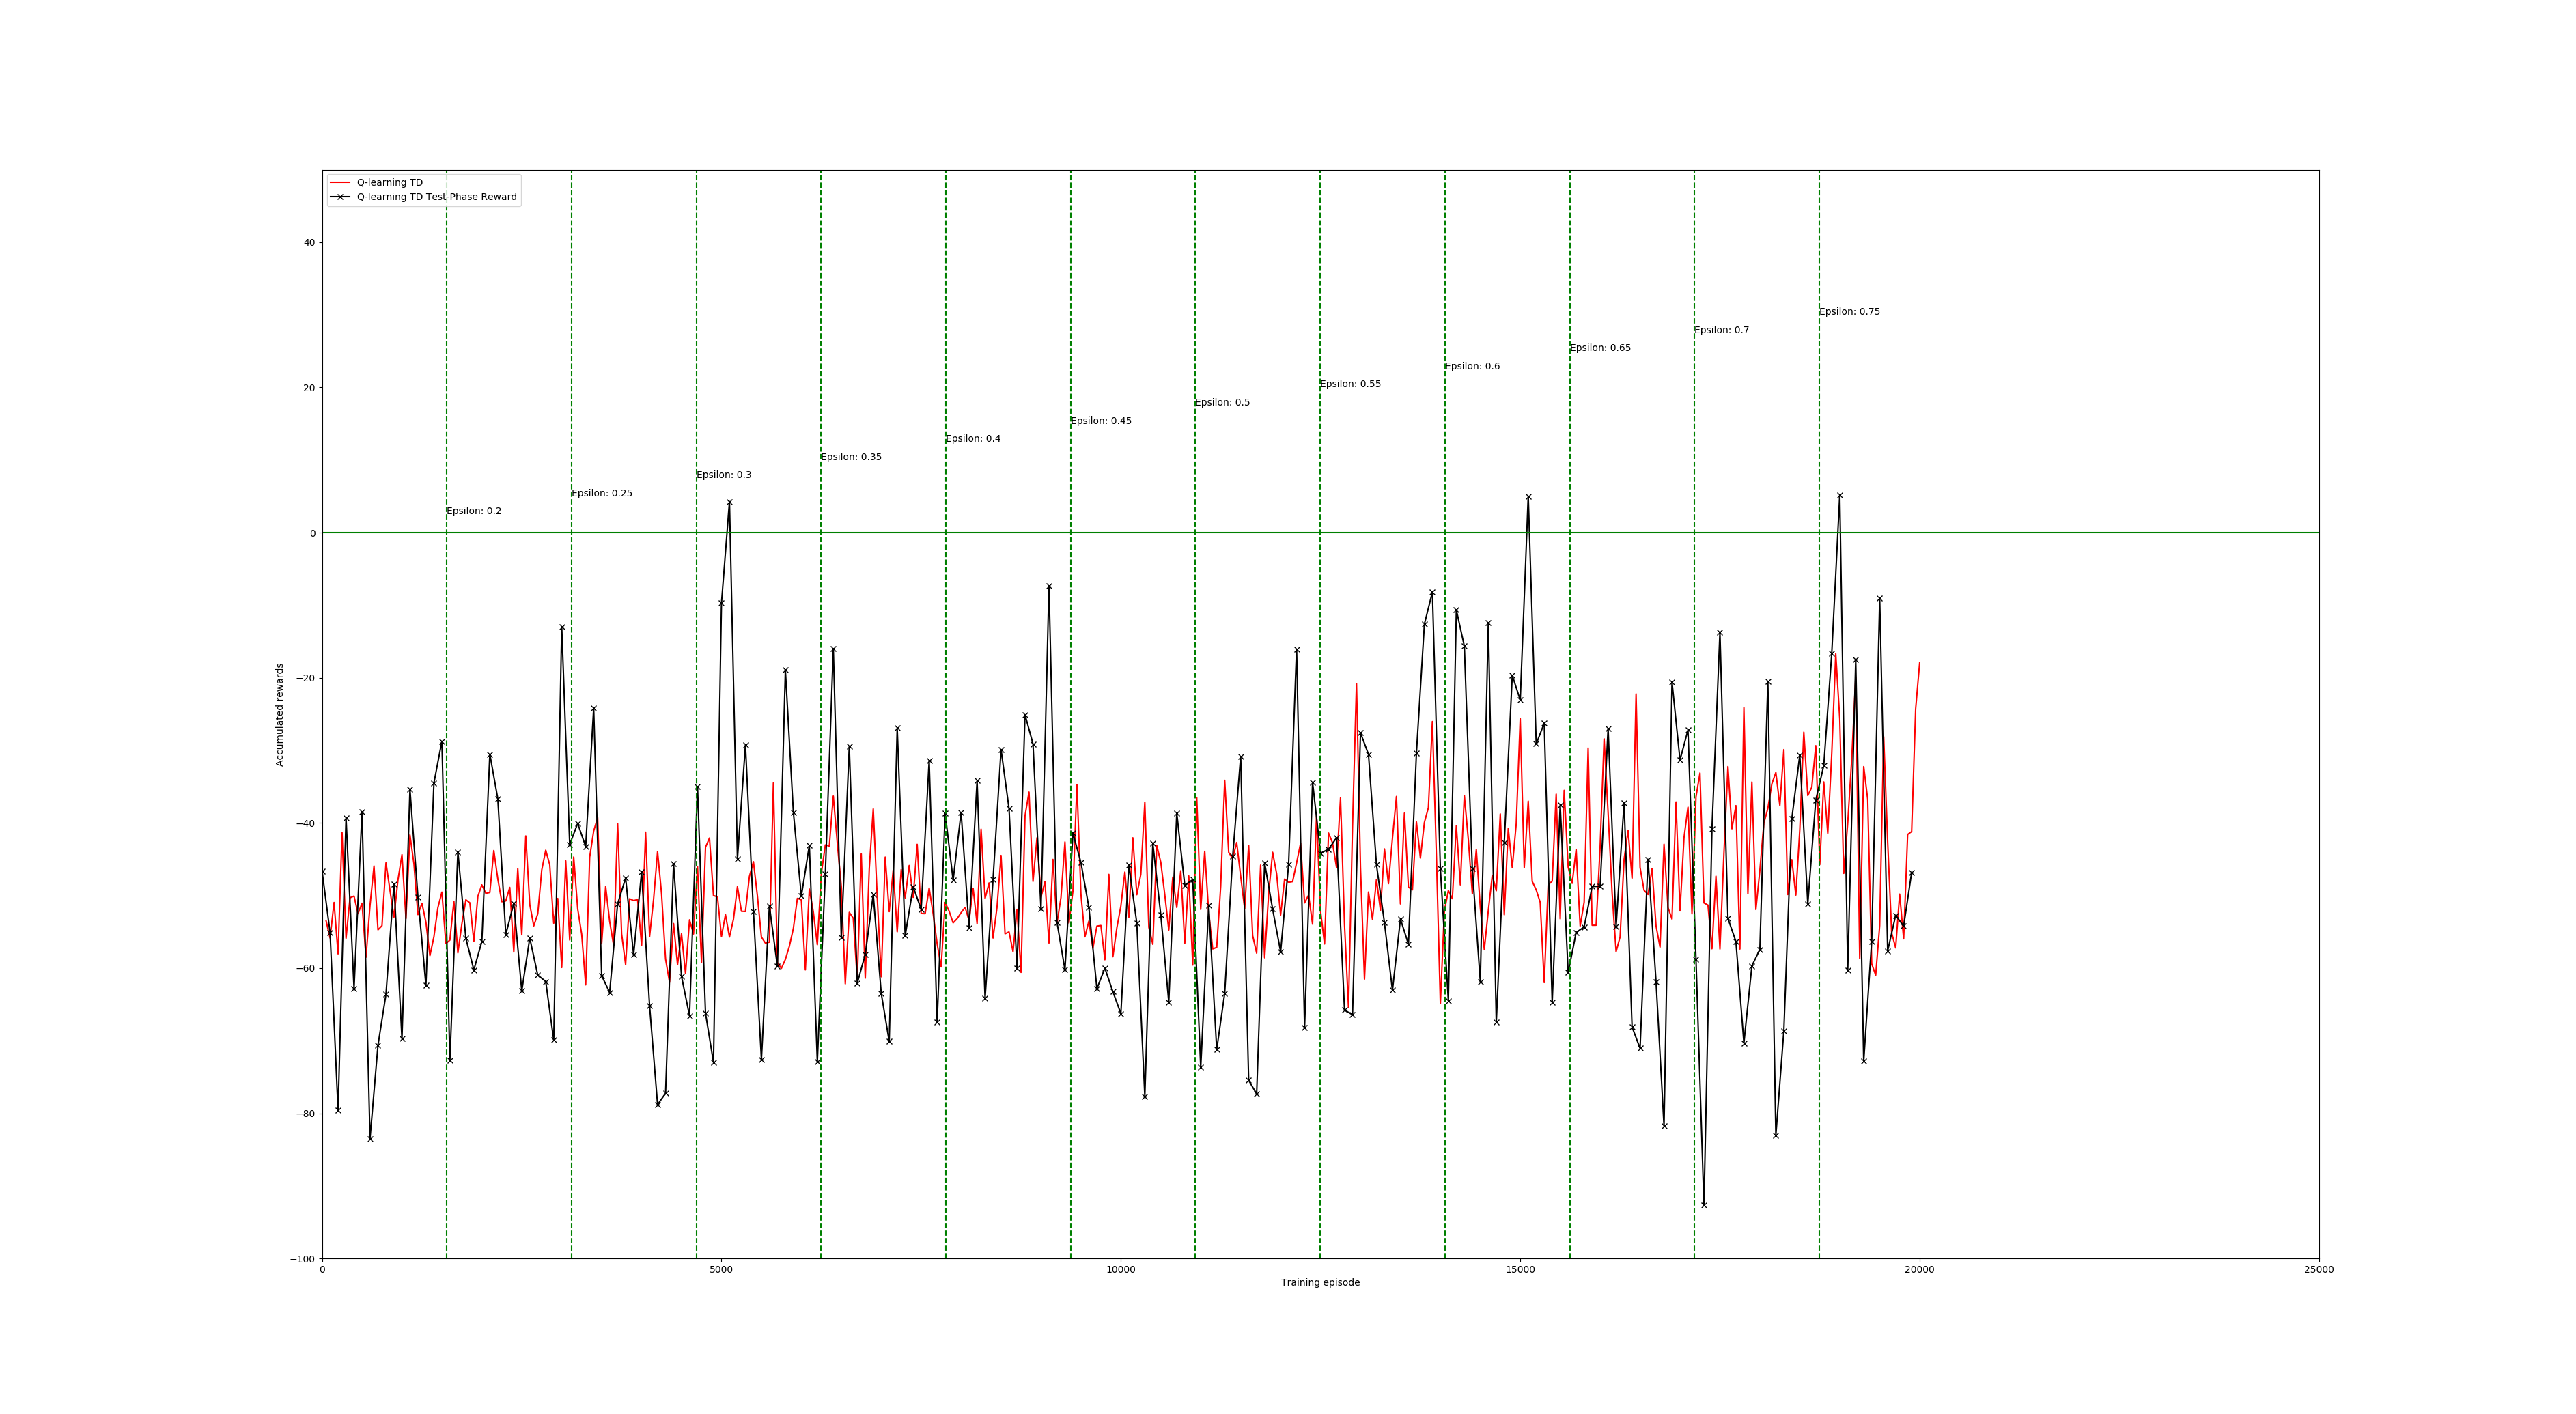 Q-learning TD
Q-learning TD Test-Phase Reward
40
20
0
−20
−40
−60
−80
−100
Accumulated rewards
Epsilon: 0.2
Epsilon: 0.25
Epsilon: 0.3
Epsilon: 0.35
Epsilon: 0.4
Epsilon: 0.45
Epsilon: 0.5
Epsilon: 0.55
Epsilon: 0.6
Epsilon: 0.65
Epsilon: 0.7
Epsilon: 0.75
0
5000
10000
15000
20000
25000
Training episode